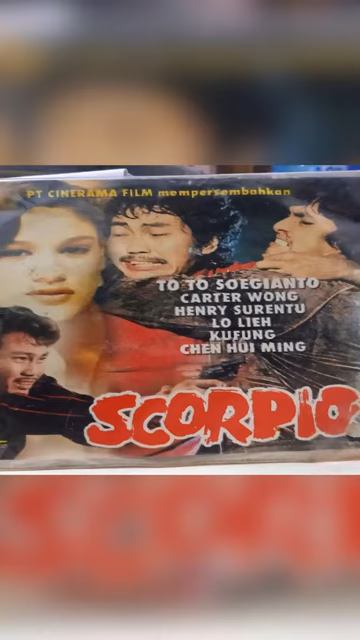 PT CINERAMA FILM mempersembahkan
TO TO SOEGIANTO
CARTER WONG
HENRY SURENTU
LO LIEH
KUFUNG
CHEN HUI MING
SCORPIO